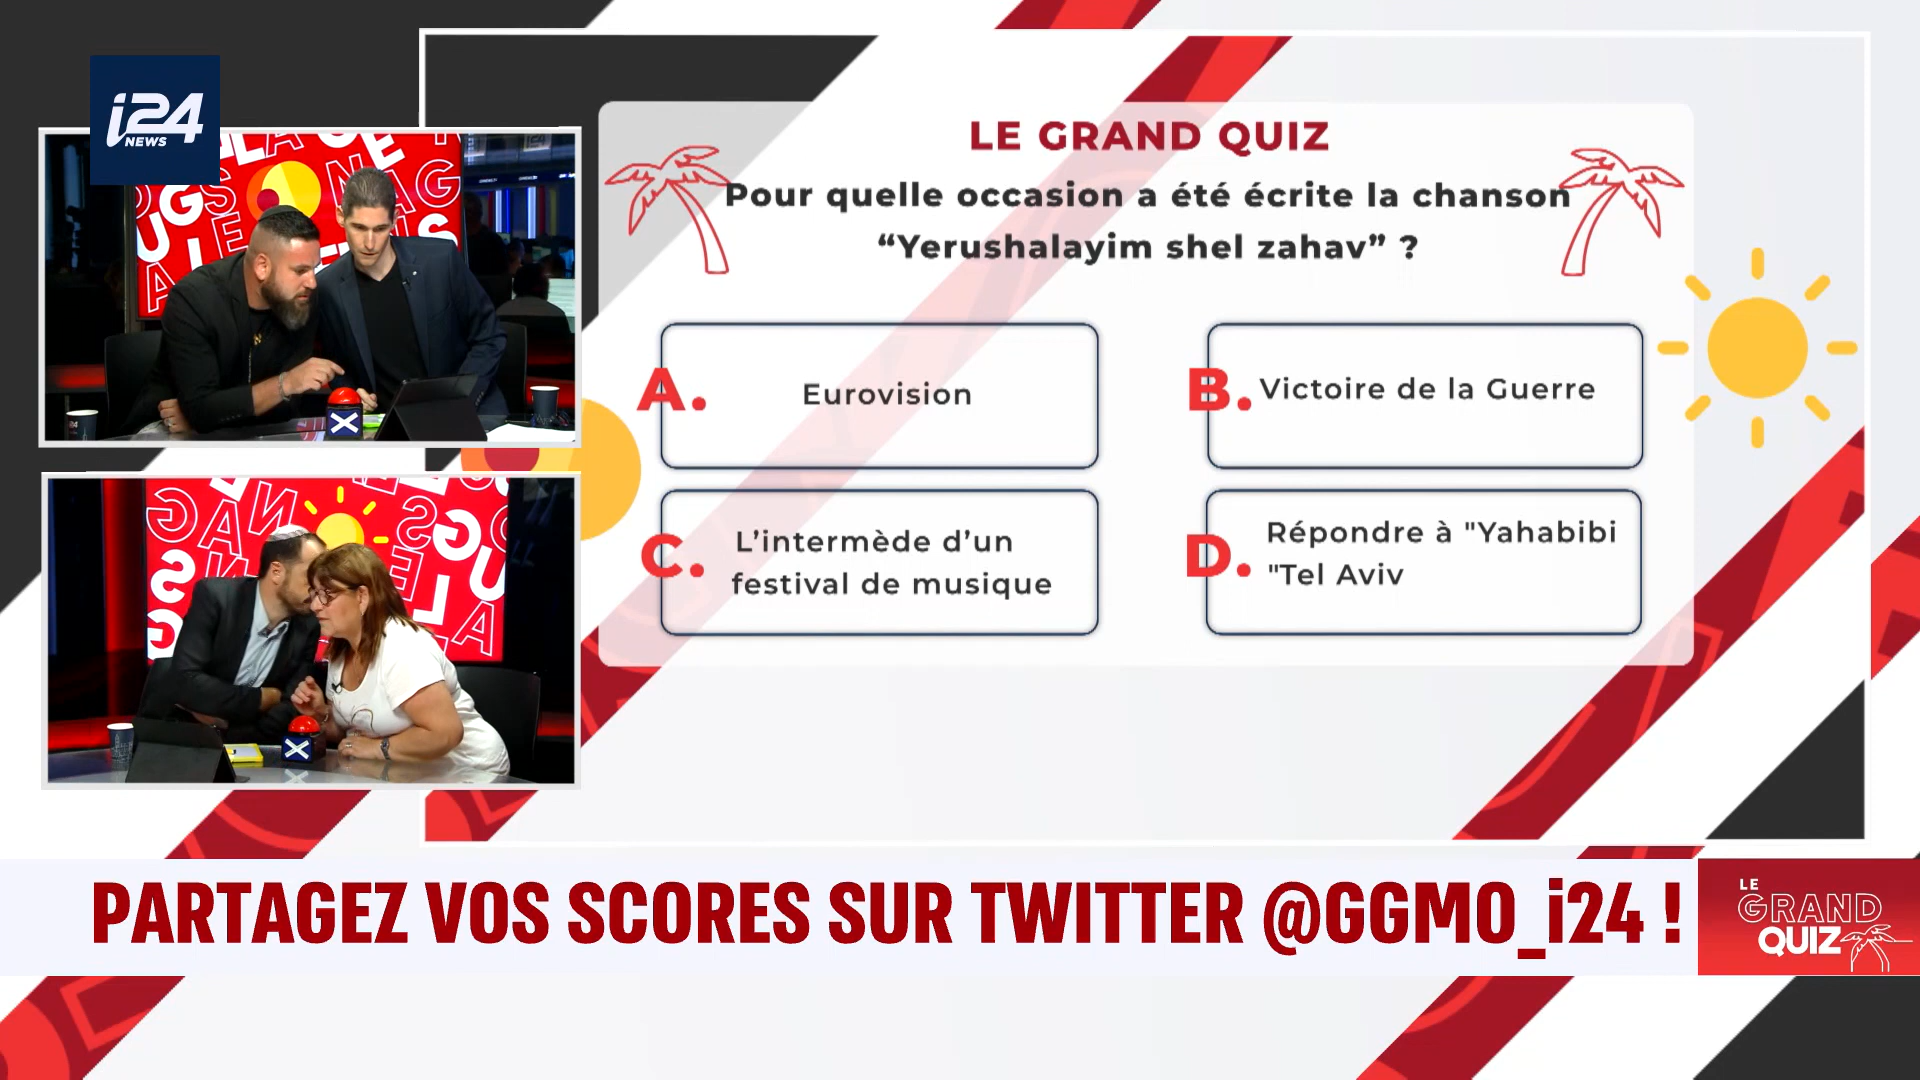 i24
NEWS
LE GRAND QUIZ
Pour quelle occasion a été écrite la chanson
“Yerushalayim shel zahav” ?
A. Eurovision
B. Victoire de la Guerre
C. L’intermède d’un
festival de musique
D. Répondre à "Yahabibi
"Tel Aviv
PARTAGEZ VOS SCORES SUR TWITTER @GGMO_i24 !
LE
GRAND
QUIZ